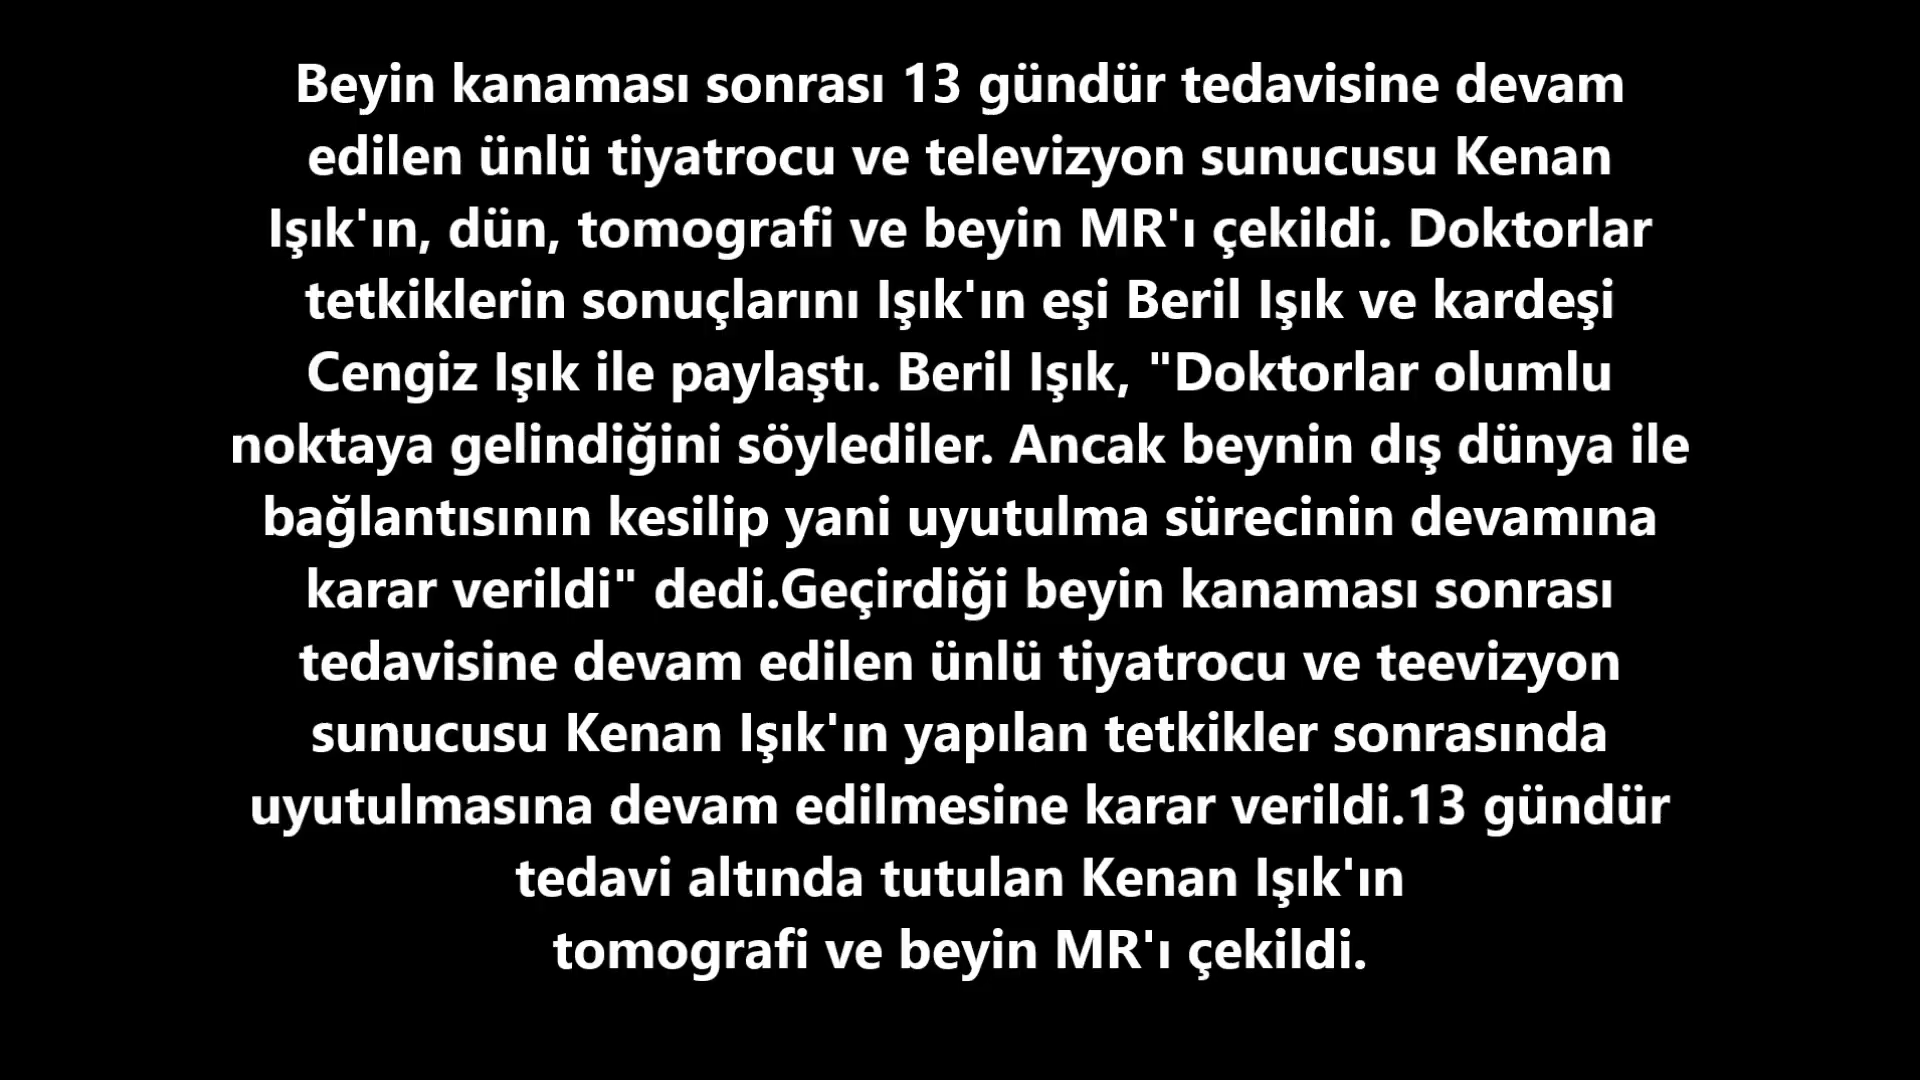 Beyin kanaması sonrası 13 gündür tedavisine devam
edilen ünlü tiyatrocu ve televizyon sunucusu Kenan
Işık'ın, dün, tomografi ve beyin MR'ı çekildi. Doktorlar
tetkiklerin sonuçlarını Işık'ın eşi Beril Işık ve kardeşi
Cengiz Işık ile paylaştı. Beril Işık, "Doktorlar olumlu
noktaya gelindiğini söylediler. Ancak beynin dış dünya ile
bağlantısının kesilip yani uyutulma sürecinin devamına
karar verildi" dedi.Geçirdiği beyin kanaması sonrası
tedavisine devam edilen ünlü tiyatrocu ve teevizyon
sunucusu Kenan Işık'ın yapılan tetkikler sonrasında
uyutulmasına devam edilmesine karar verildi.13 gündür
tedavi altında tutulan Kenan Işık'ın
tomografi ve beyin MR'ı çekildi.